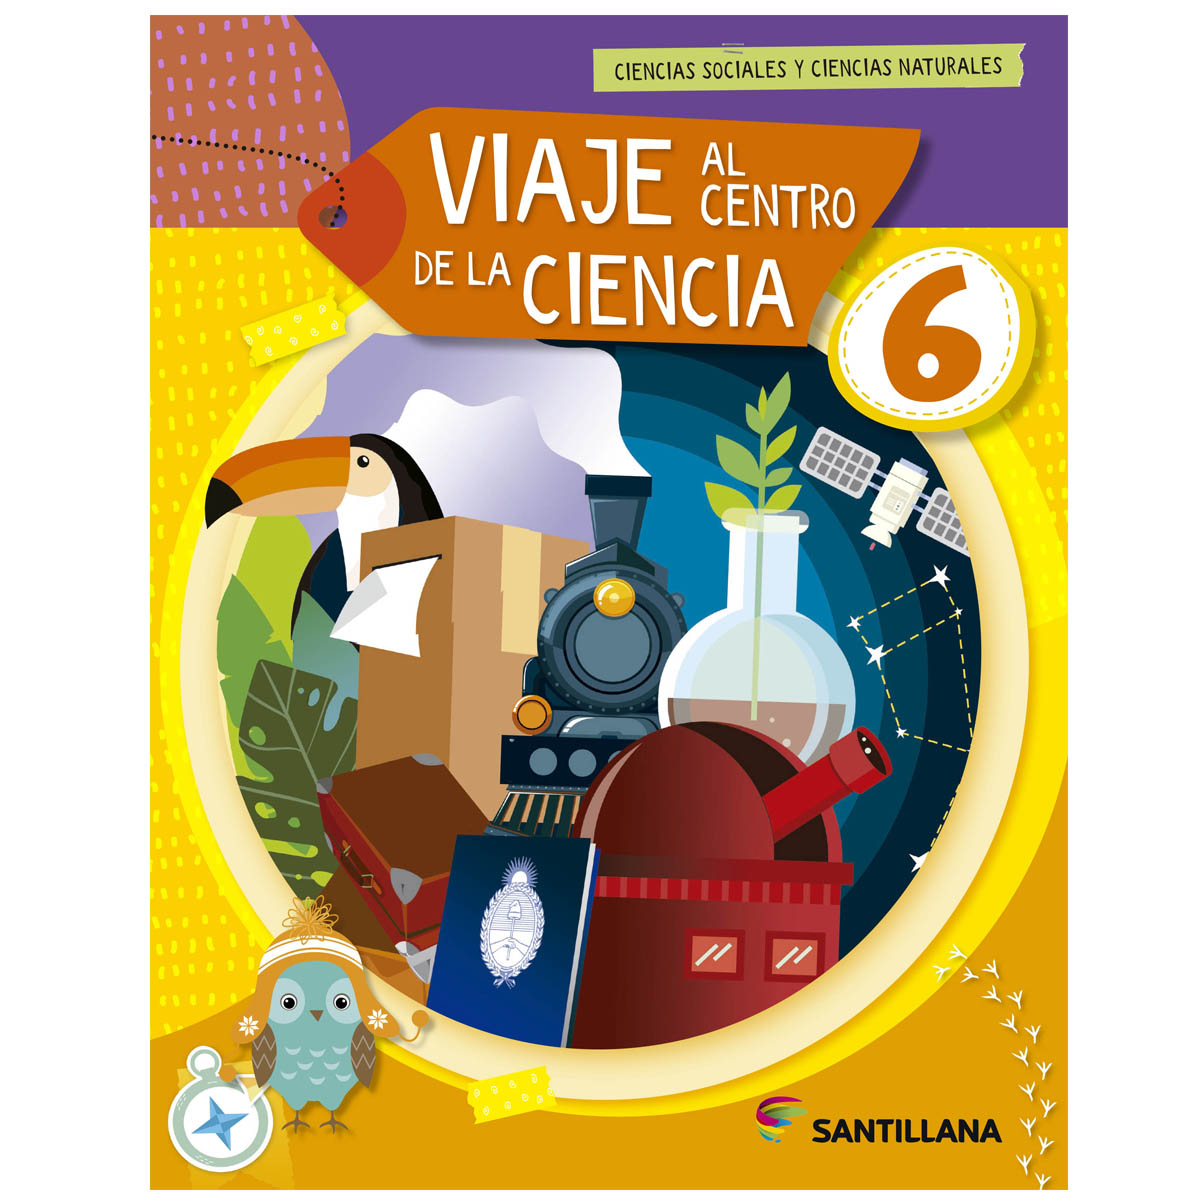 CIENCIAS SOCIALES Y CIENCIAS NATURALES
VIAJE AL CENTRO
DE LA CIENCIA
6
SANTILLANA